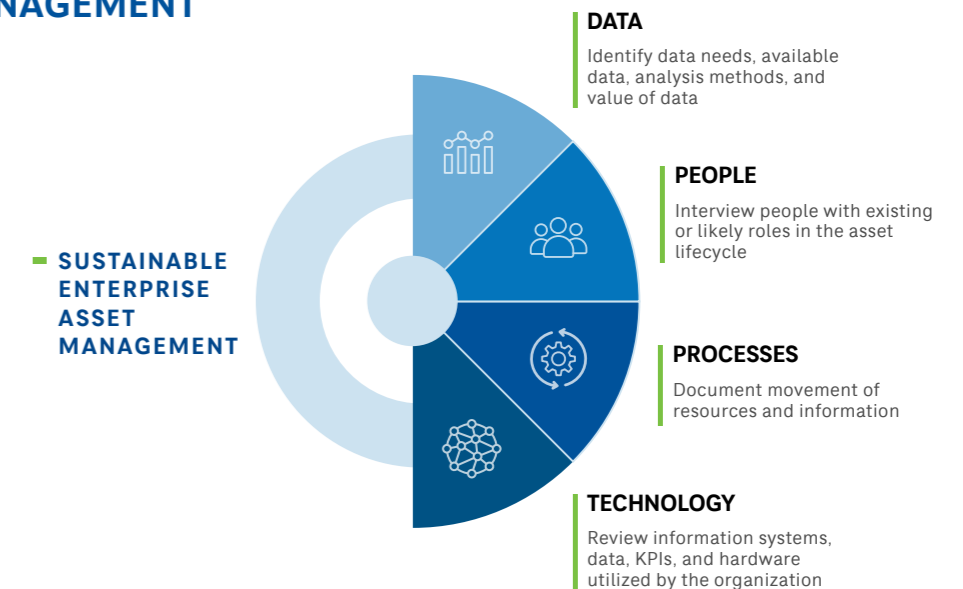 NAGEMENT
DATA
Identify data needs, available
data, analysis methods, and
value of data
PEOPLE
Interview people with existing
or likely roles in the asset
lifecycle
SUSTAINABLE
ENTERPRISE
ASSET
MANAGEMENT
PROCESSES
Document movement of
resources and information
TECHNOLOGY
Review information systems,
data, KPIs, and hardware
utilized by the organization